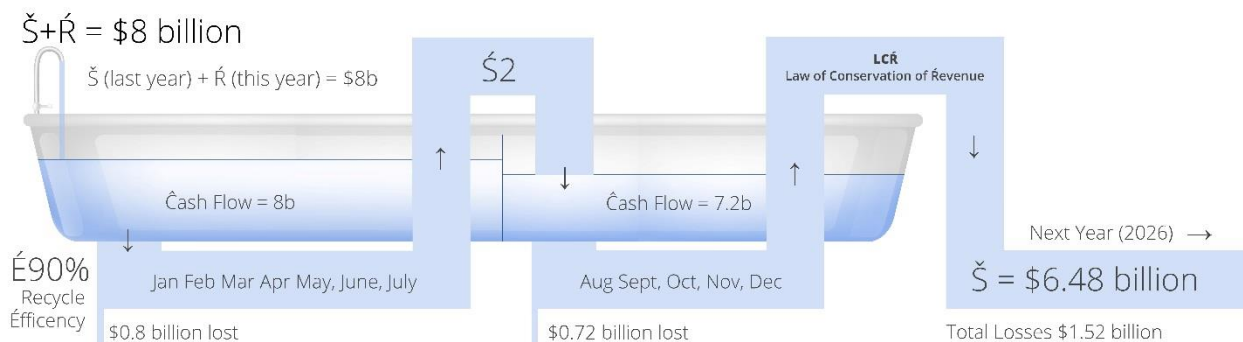 Š+Ŕ = $8 billion
Š (last year) + Ŕ (this year) = $8b
Ś2
LCŔ
Law of Conservation of Ŕevenue
Ĉash Flow = 8b
Ĉash Flow = 7.2b
↓
↑
↓
↑
↓
Next Year (2026) →
É90%
Recycle
Éfficency
Jan Feb Mar Apr May, June, July
Aug Sept, Oct, Nov, Dec
Š = $6.48 billion
$0.8 billion lost
$0.72 billion lost
Total Losses $1.52 billion